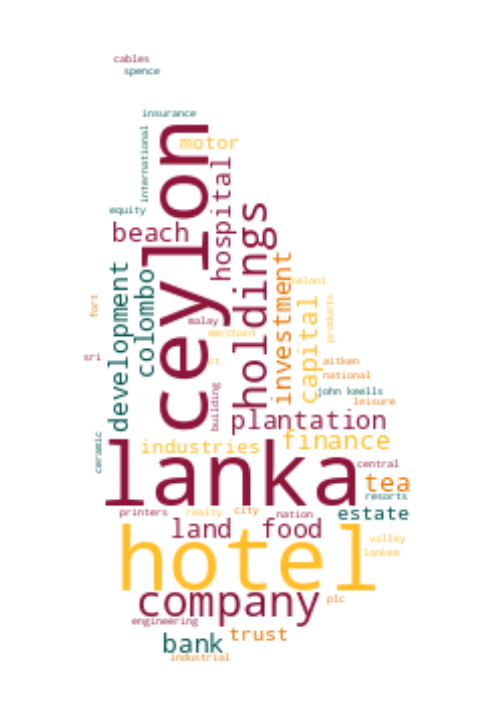 cables
spence
insurance
international
ceylon
motor
hospital
equity
beach
holdings
development
colombo
investment
kelani
capital
products
fort
malay
merchant
sri
ct
aitken
national
building
john keells
leisure
plantation
ceramic
industries
finance
lanka
central
tea
resorts
printers
realty
city
nation
estate
land
food
hotel
valley
lankem
company
plc
engineering
bank
trust
industrial